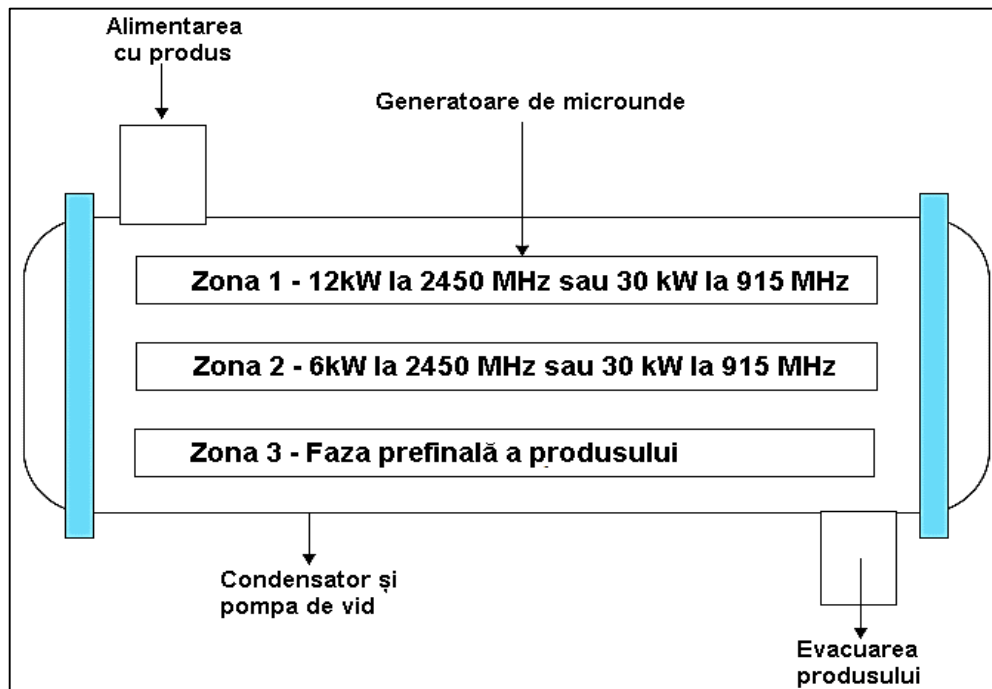 Alimentarea
cu produs
Generatoare de microunde
Zona 1 - 12kW la 2450 MHz sau 30 kW la 915 MHz
Zona 2 - 6kW la 2450 MHz sau 30 kW la 915 MHz
Zona 3 - Faza prefinală a produsului
Condensator și
pompa de vid
Evacuarea
produsului